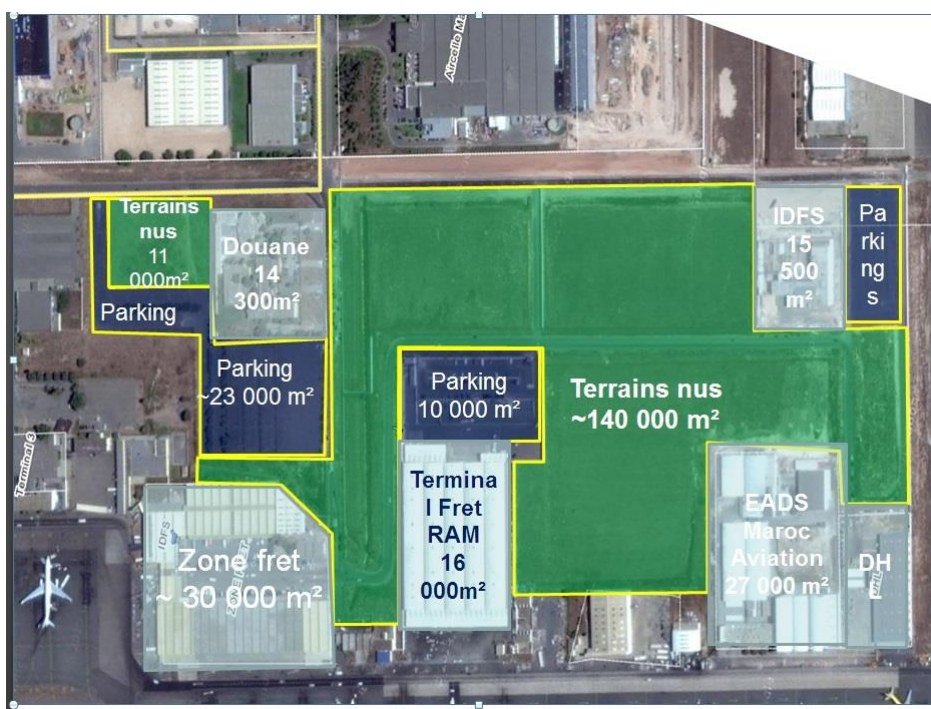 Aircelle Ma
Terrains
nus
11
000m²
Douane
14
300m²
IDFS
15
500
m²
Pa
rki
ng
s
Parking
Parking
~23 000 m²
Parking
10 000 m²
Terrains nus
~140 000 m²
Terminal 3
Termina
l Fret
RAM
16
000m²
IDFS
Zone fret
~ 30 000 m²
EADS
Maroc
Aviation
27 000 m²
DH
L
DHL